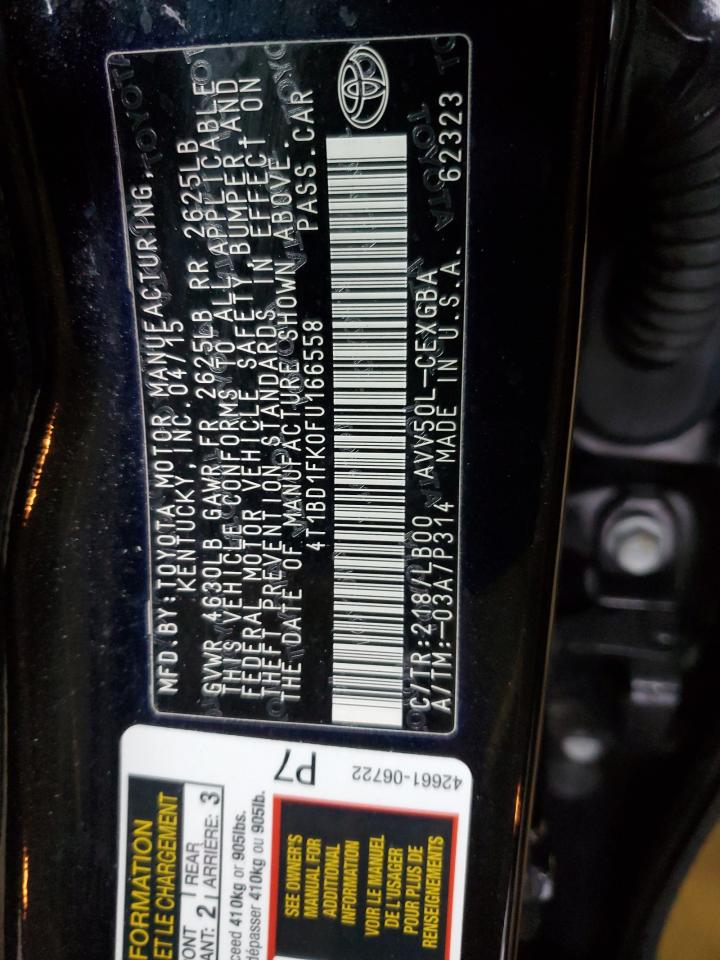 MFD. BY: TOYOTA MOTOR MANUFACTURING,
KENTUCKY, INC. 04/15
GVWR 4630LB GAWR FR 2625LB RR 2625LB
THIS VEHICLE CONFORMS TO ALL APPLICABLE
FEDERAL MOTOR VEHICLE SAFETY, BUMPER, AND
THEFT PREVENTION STANDARDS IN EFFECT ON
THE DATE OF MANUFACTURE SHOWN ABOVE.
4T1BD1FK0FU166558 PASS. CAR
C/TR: 218/LB00 AVV50L-CEXGBA
A/TM: -03A/P314 MADE IN U.S.A. 62323
FORMATION
ET LE CHARGEMENT
ONT
ANT: 2
REAR
ARRIÈRE: 3
ceed 410kg or 905lbs.
dépasser 410kg ou 905lb.
P7
42661-06722
SEE OWNER'S
MANUAL FOR
ADDITIONAL
INFORMATION
VOIR LE MANUEL
DE L'USAGER
POUR PLUS DE
RENSEIGNEMENTS